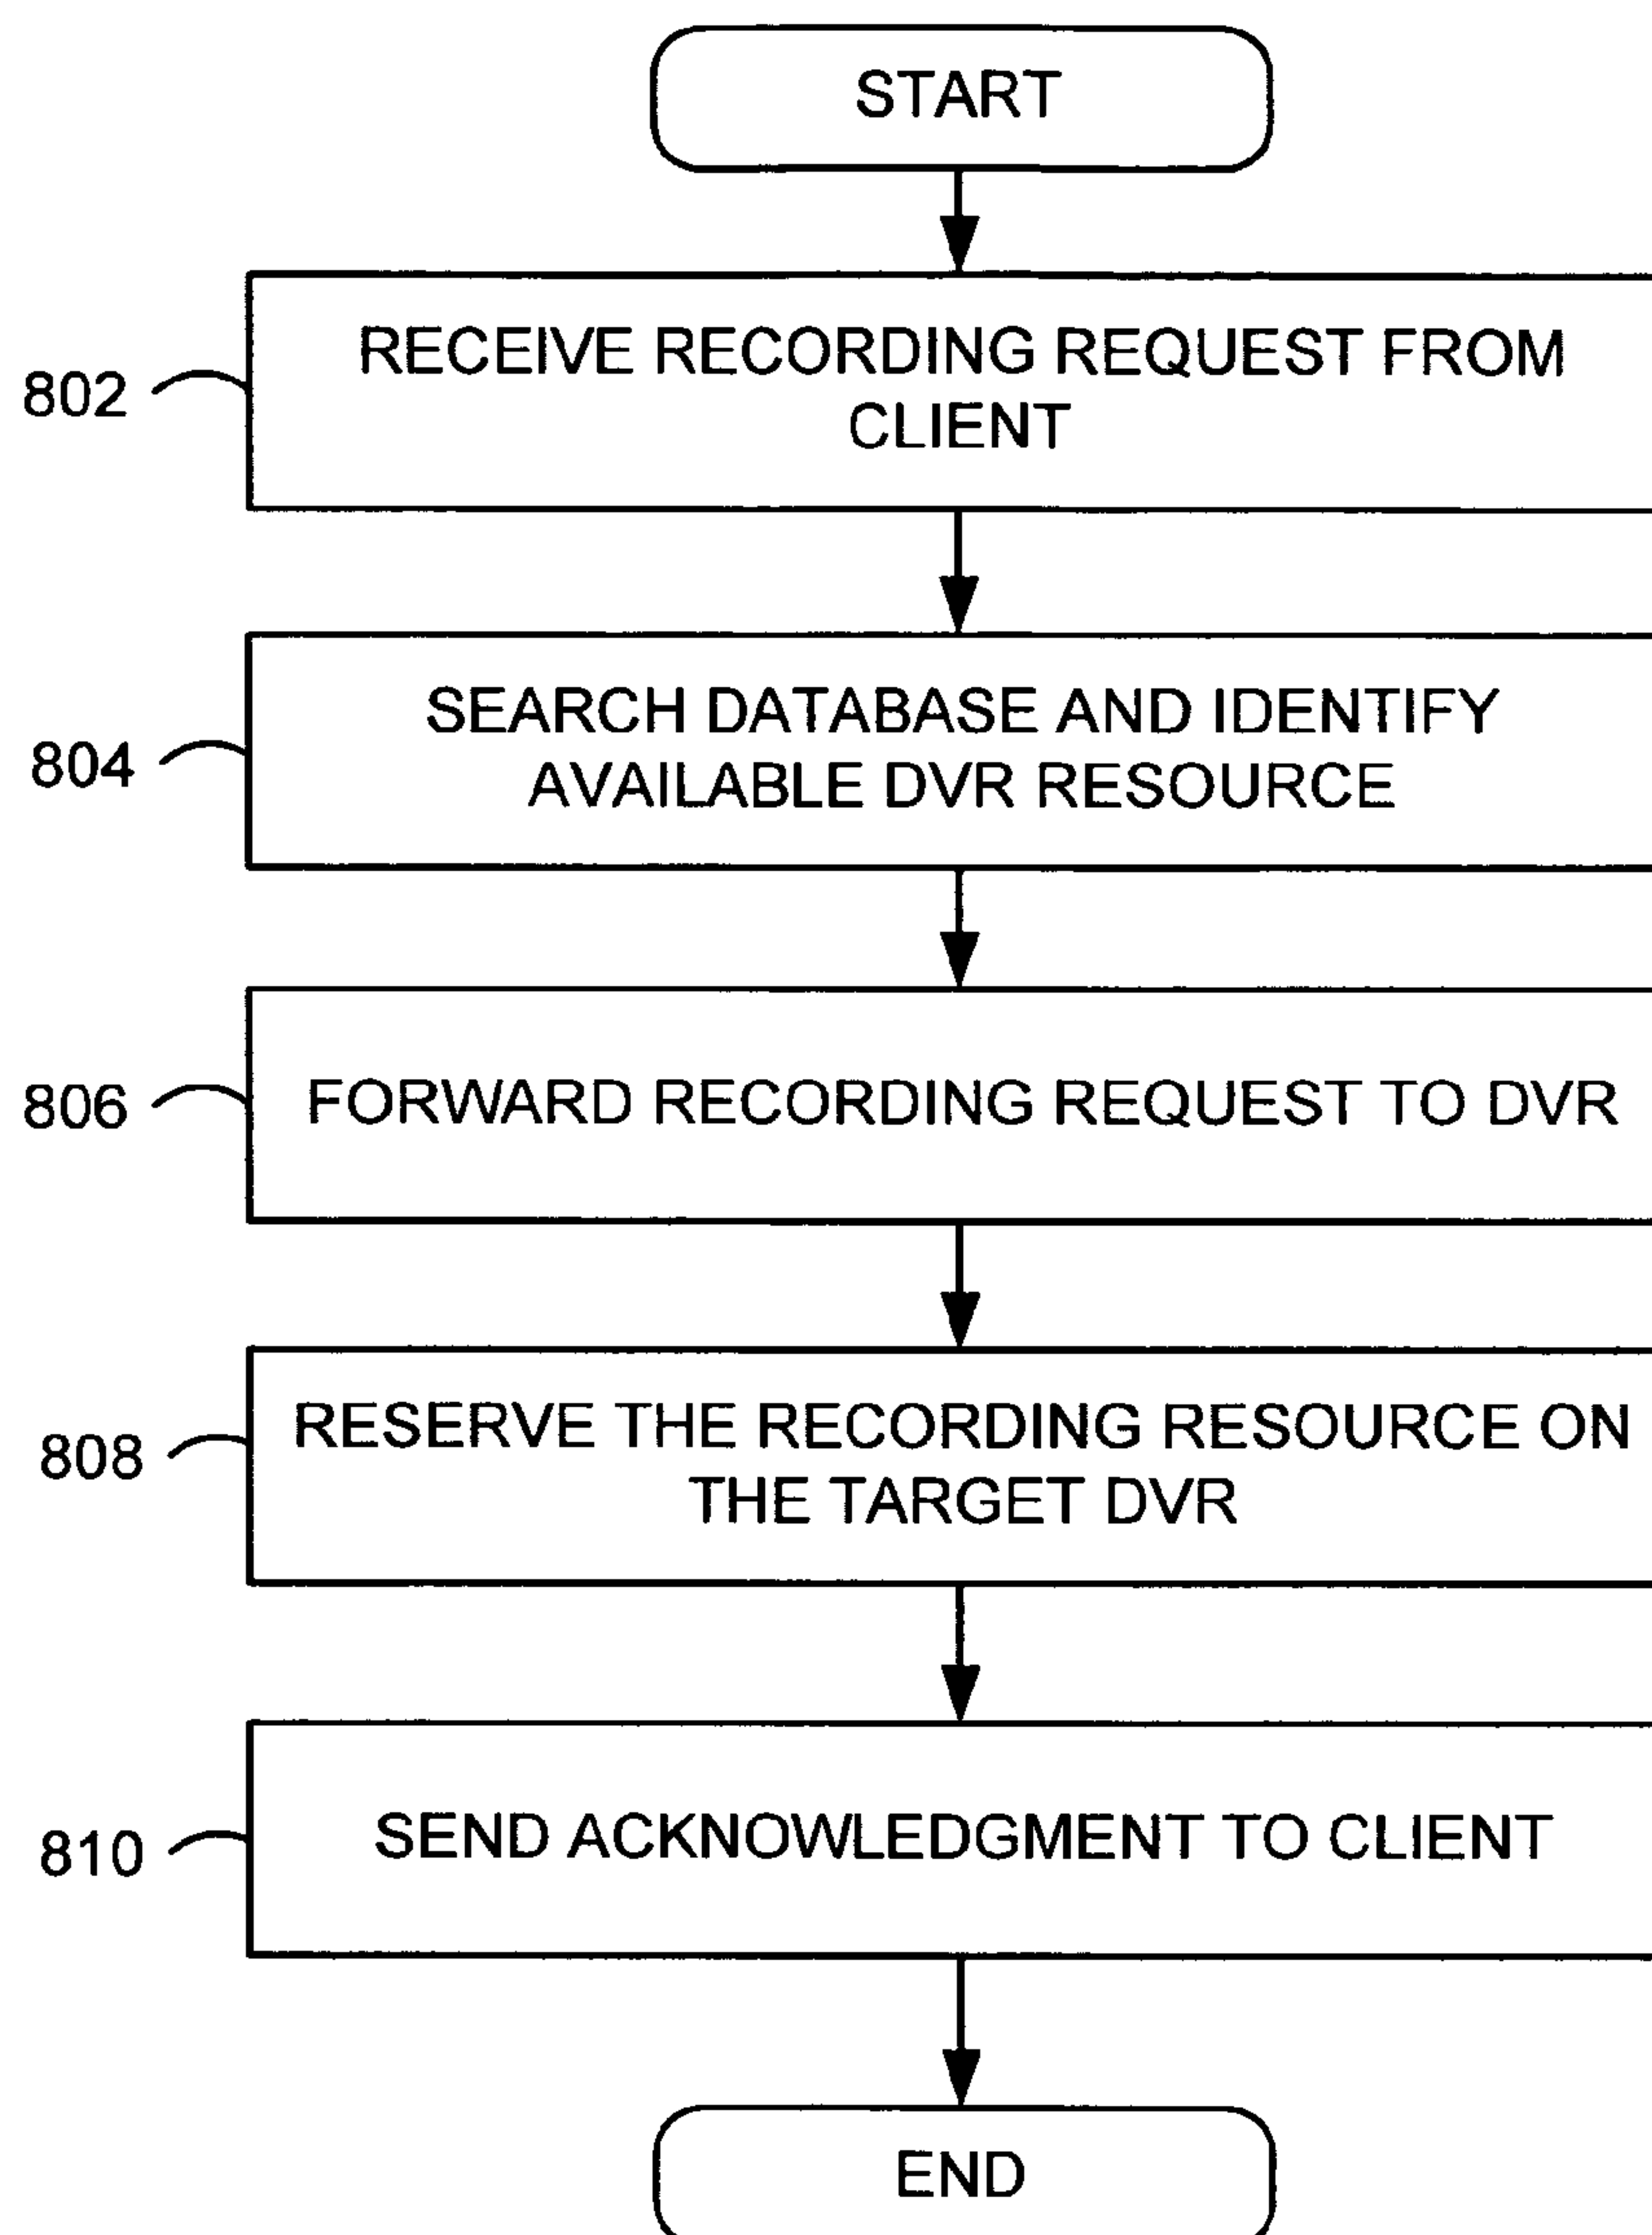 START
RECEIVE RECORDING REQUEST FROM
CLIENT
802
SEARCH DATABASE AND IDENTIFY
AVAILABLE DVR RESOURCE
804
FORWARD RECORDING REQUEST TO DVR
806
RESERVE THE RECORDING RESOURCE ON
THE TARGET DVR
808
SEND ACKNOWLEDGMENT TO CLIENT
810
END